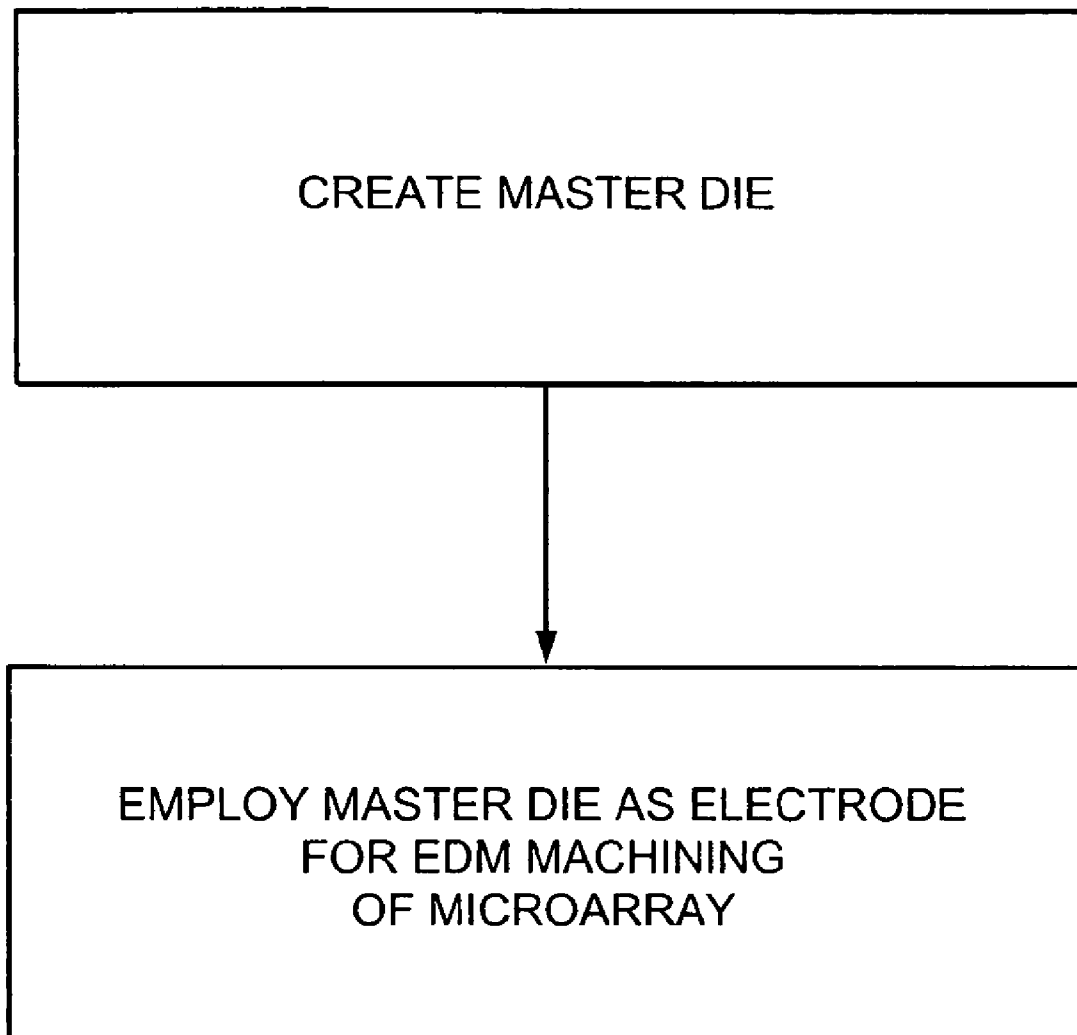 CREATE MASTER DIE
EMPLOY MASTER DIE AS ELECTRODE
FOR EDM MACHINING
OF MICROARRAY